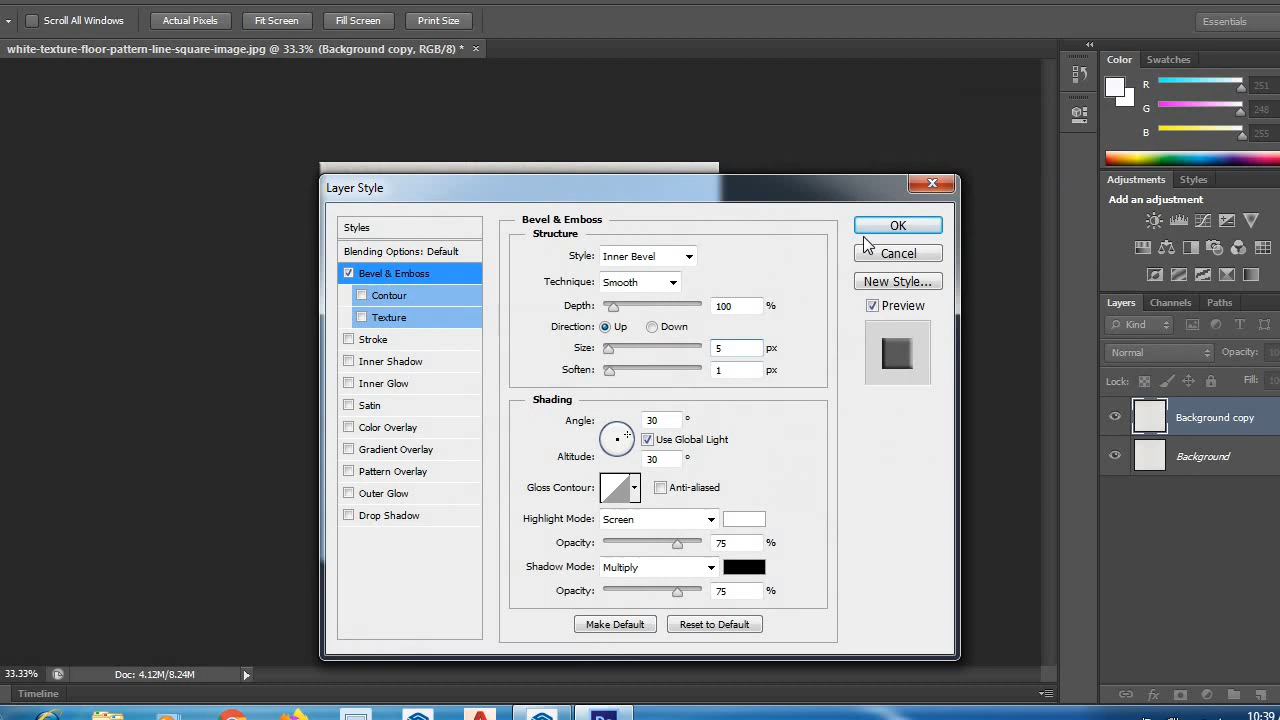 Scroll All Windows Actual Pixels Fit Screen Fill Screen Print Size Essentials
white-texture-floor-pattern-line-square-image.jpg @ 33.3% (Background copy, RGB/8) * ×
Color Swatches
R 251
G 248
B 255
Adjustments Styles
Add an adjustment
Layers Channels Paths
Kind
Normal Opacity:
Lock: Fill:
Background copy
Background
Layer Style
Styles
Blending Options: Default
Bevel & Emboss
Contour
Texture
Stroke
Inner Shadow
Inner Glow
Satin
Color Overlay
Gradient Overlay
Pattern Overlay
Outer Glow
Drop Shadow
Bevel & Emboss
Structure
Style: Inner Bevel
Technique: Smooth
Depth: 100 %
Direction: Up Down
Size: 5 px
Soften: 1 px
Shading
Angle: 30 °
Use Global Light
Altitude: 30 °
Gloss Contour: Anti-aliased
Highlight Mode: Screen
Opacity: 75 %
Shadow Mode: Multiply
Opacity: 75 %
Make Default Reset to Default
OK
Cancel
New Style...
Preview
33.33% Doc: 4.12M/8.24M
Timeline
fx
Ps
10:39